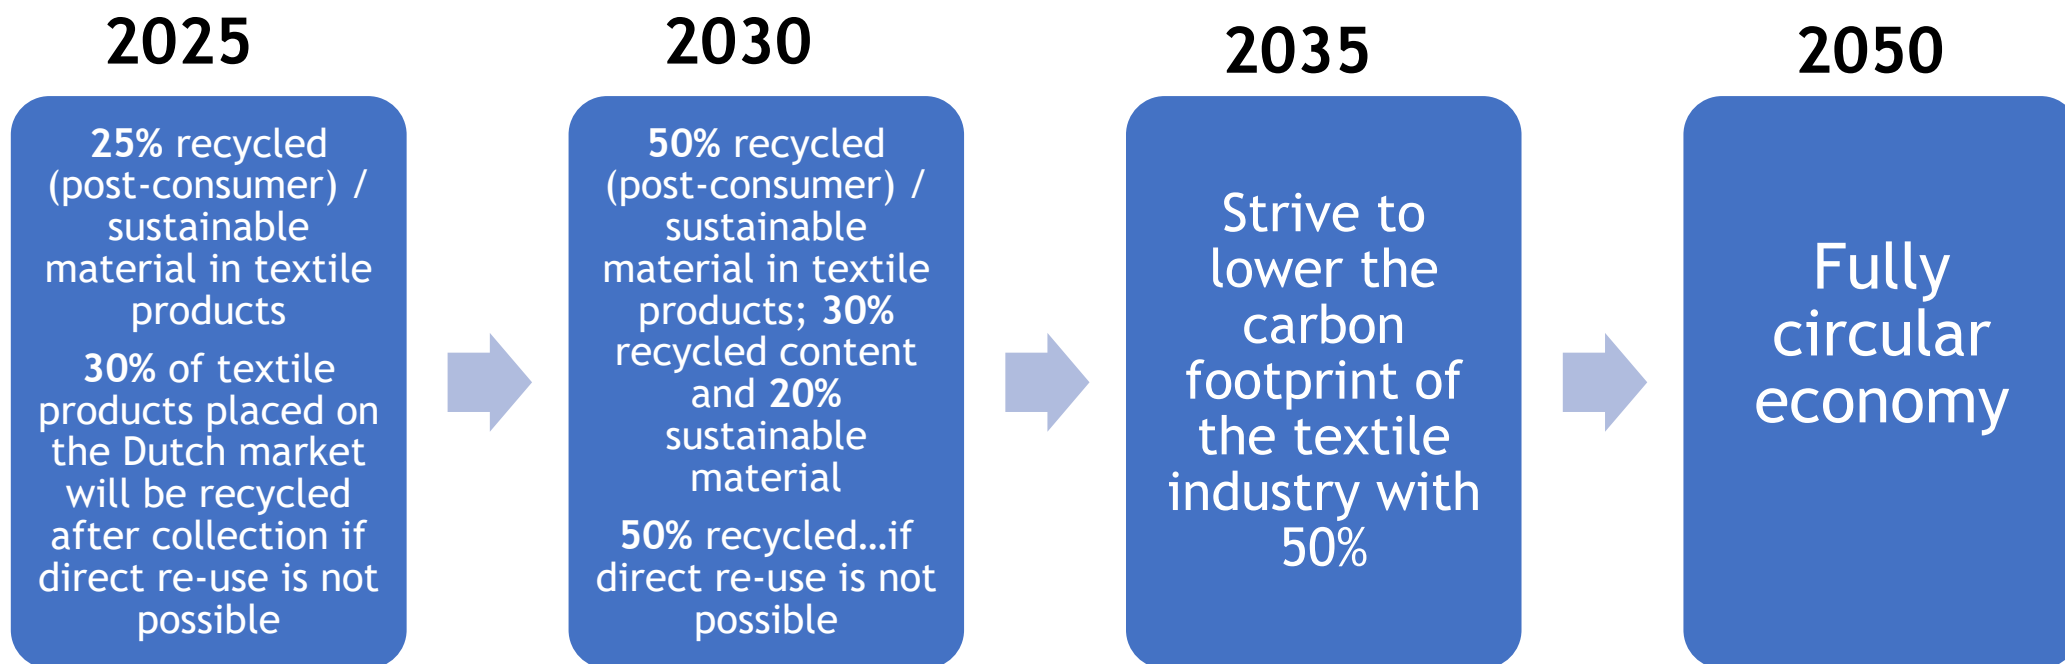 2025
25% recycled
(post-consumer) /
sustainable
material in textile
products
30% of textile
products placed on
the Dutch market
will be recycled
after collection if
direct re-use is not
possible
2030
50% recycled
(post-consumer) /
sustainable
material in textile
products; 30%
recycled content
and 20%
sustainable
material
50% recycled…if
direct re-use is not
possible
2035
Strive to
lower the
carbon
footprint of
the textile
industry with
50%
2050
Fully
circular
economy